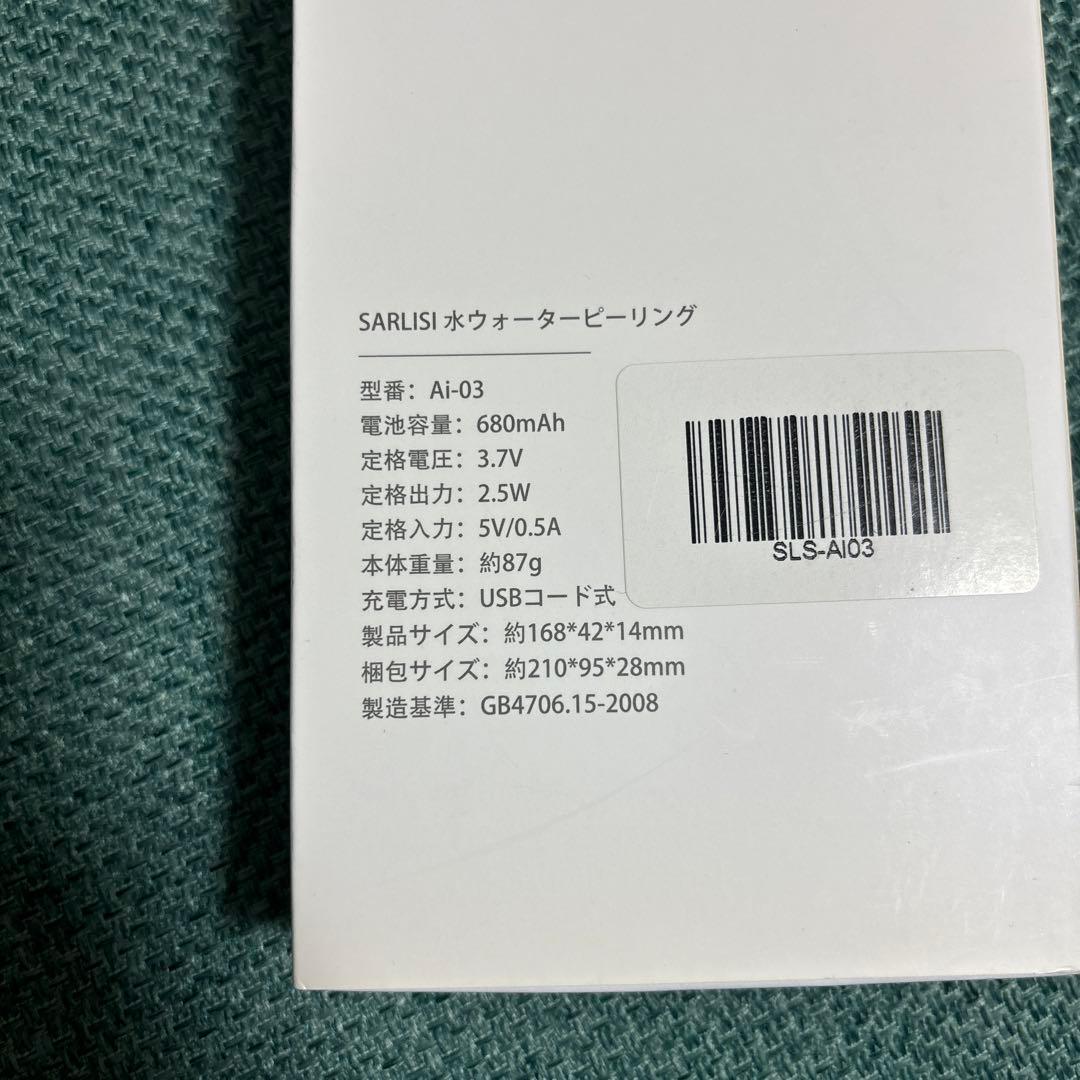 SARLISI 水ウォーターピーリング
型番：Ai-03
電池容量：680mAh
定格電圧：3.7V
定格出力：2.5W
定格入力：5V/0.5A
本体重量：約87g
充電方式：USBコード式
製品サイズ：約168*42*14mm
梱包サイズ：約210*95*28mm
製造基準：GB4706.15-2008
SLS-AI03